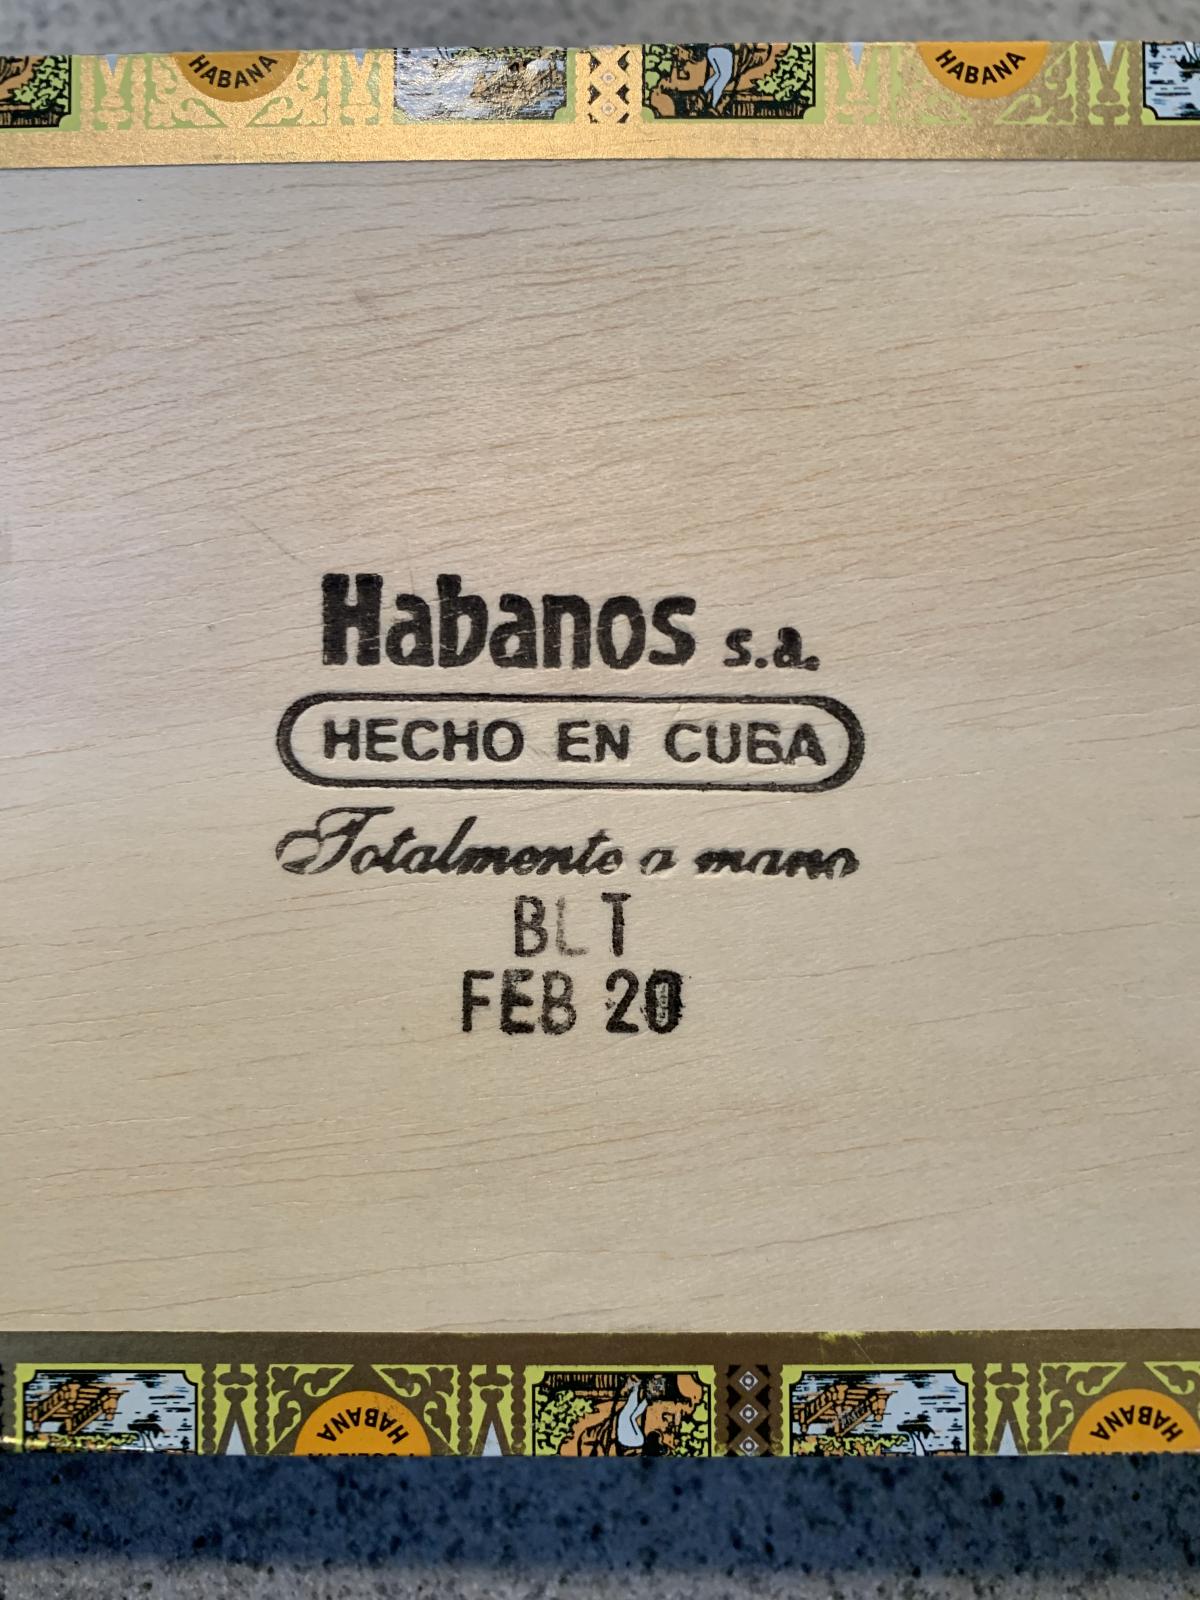 HABANA HABANA
Habanos s.a.
HECHO EN CUBA
Totalmente a mano
BLT
FEB 20
HABANA HABANA